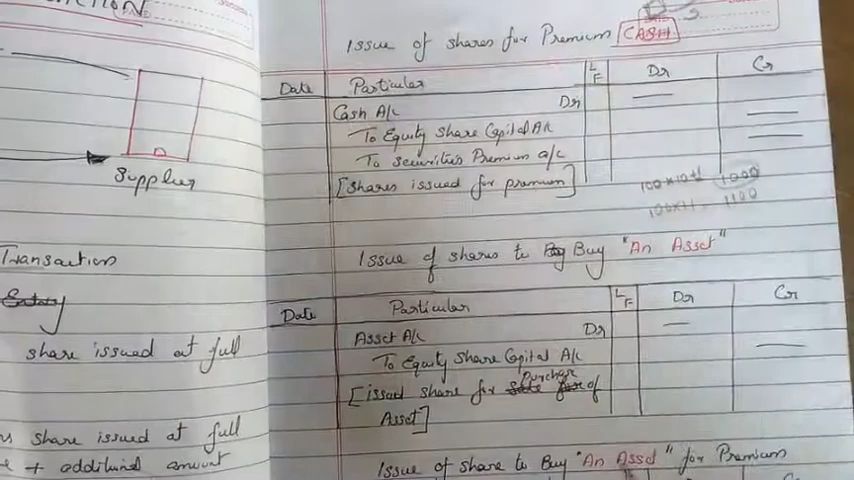 Supplier
Transaction
share issued at full
share issued at full
+ additional amount
Issue of shares for Premium CASH
Date Particular L F Dr Cr
Cash A/c Dr
To Equity Share Capital A/c
To Securities Premium a/c
[shares issued for premium]
100×10 1000
100×11 - 1100
Issue of shares to Buy "An Asset"
Date Particular L F Dr Cr
Asset A/c Dr
To Equity Share Capital A/c
[issued share for Purchase of
Asset]
Issue of share to Buy "An Asset" for Premium